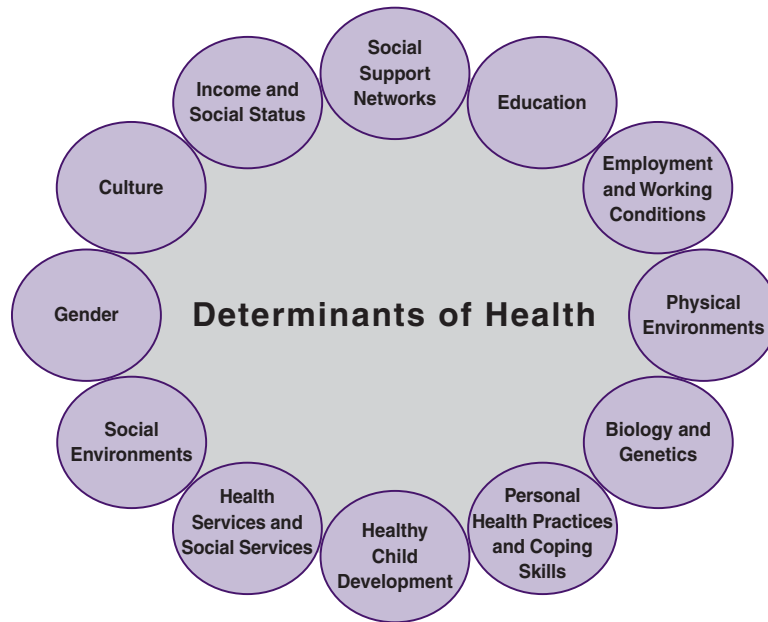 Social
Support
Networks
Education
Employment
and Working
Conditions
Physical
Environments
Biology and
Genetics
Personal
Health Practices
and Coping
Skills
Healthy
Child
Development
Health
Services and
Social Services
Social
Environments
Gender
Culture
Income and
Social Status
Determinants of Health